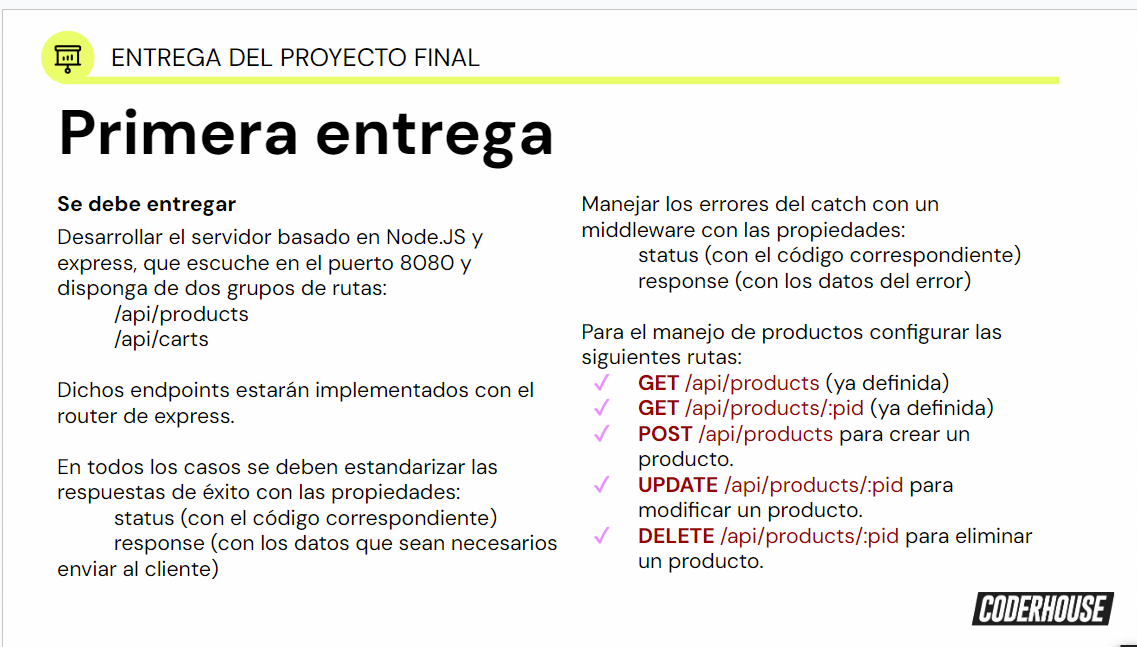 ENTREGA DEL PROYECTO FINAL
Primera entrega
Se debe entregar
Desarrollar el servidor basado en Node.JS y
express, que escuche en el puerto 8080 y
disponga de dos grupos de rutas:
/api/products
/api/carts
Dichos endpoints estarán implementados con el
router de express.
En todos los casos se deben estandarizar las
respuestas de éxito con las propiedades:
status (con el código correspondiente)
response (con los datos que sean necesarios
enviar al cliente)
Manejar los errores del catch con un
middleware con las propiedades:
status (con el código correspondiente)
response (con los datos del error)
Para el manejo de productos configurar las
siguientes rutas:
✓ GET /api/products (ya definida)
✓ GET /api/products/:pid (ya definida)
✓ POST /api/products para crear un
producto.
✓ UPDATE /api/products/:pid para
modificar un producto.
✓ DELETE /api/products/:pid para eliminar
un producto.
CODERHOUSE